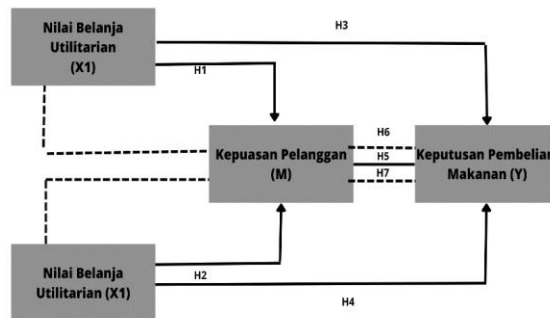 Nilai Belanja
Utilitarian
(X1)
H3
H1
Kepuasan Pelanggan
(M)
H6
H5
H7
Keputusan Pembelian
Makanan (Y)
Nilai Belanja
Utilitarian (X1)
H2
H4